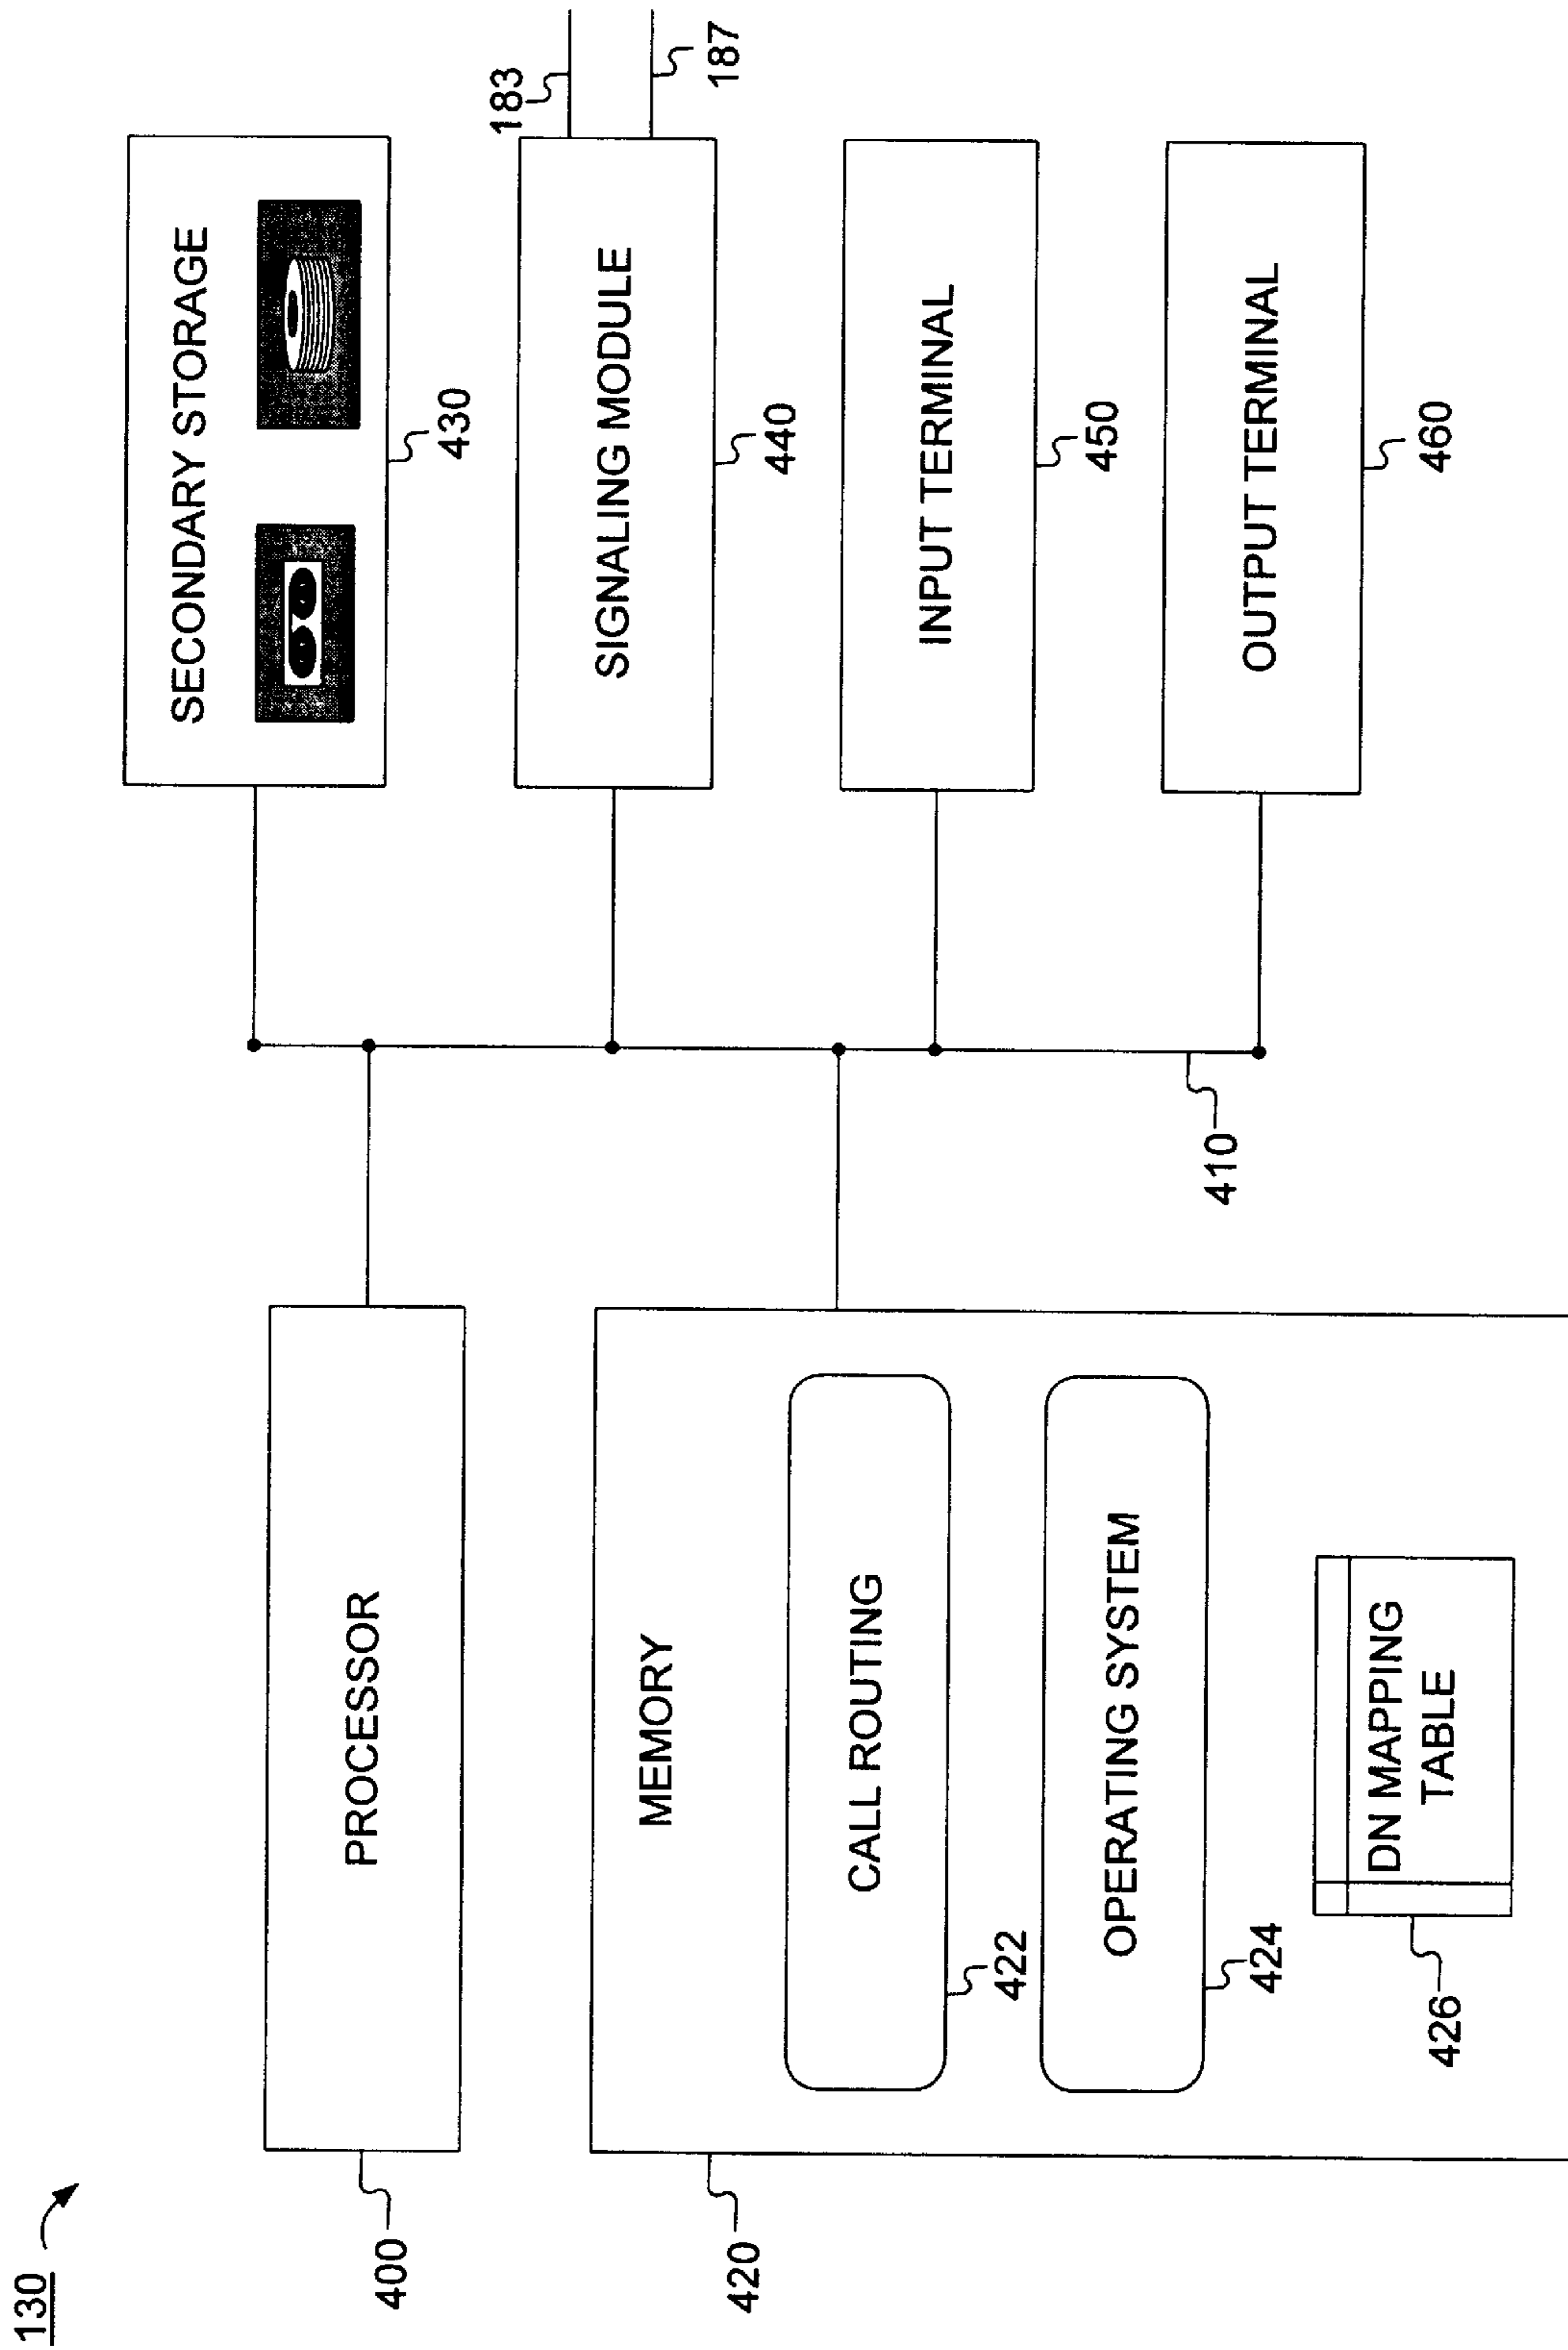 130
PROCESSOR
400
MEMORY
CALL ROUTING
422
OPERATING SYSTEM
424
DN MAPPING
TABLE
426
420
410
SECONDARY STORAGE
430
183
187
SIGNALING MODULE
440
INPUT TERMINAL
450
OUTPUT TERMINAL
460